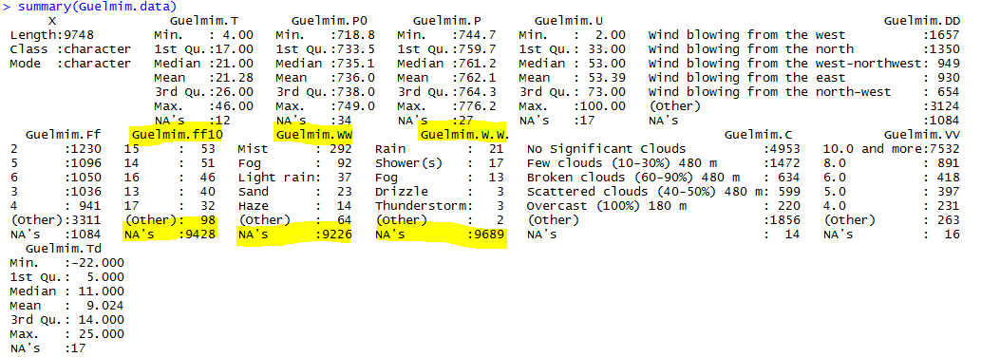 > summary(Guelmim.data)
X Guelmim.T Guelmim.P0 Guelmim.P Guelmim.U Guelmim.DD
Length:9748 Min. : 4.00 Min. :718.8 Min. :744.7 Min. : 2.00 Wind blowing from the west :1657
Class :character 1st Qu.:17.00 1st Qu.:733.5 1st Qu.:759.7 1st Qu.: 33.00 Wind blowing from the north :1350
Mode :character Median :21.00 Median :735.1 Median :761.2 Median : 53.00 Wind blowing from the west-northwest: 949
Mean :21.28 Mean :736.0 Mean :762.1 Mean : 53.39 Wind blowing from the east : 930
3rd Qu.:26.00 3rd Qu.:738.0 3rd Qu.:764.3 3rd Qu.: 73.00 Wind blowing from the north-west : 654
Max. :46.00 Max. :749.0 Max. :776.2 Max. :100.00 (Other) :3124
NA's :12 NA's :34 NA's :27 NA's :17 NA's :1084
Guelmim.Ff Guelmim.ff10 Guelmim.WW Guelmim.W.W. Guelmim.C Guelmim.VV
2 :1230 15 : 53 Mist : 292 Rain : 21 No Significant Clouds :4953 10.0 and more:7532
5 :1096 14 : 51 Fog : 92 Shower(s) : 17 Few clouds (10-30%) 480 m :1472 8.0 : 891
6 :1050 16 : 46 Light rain: 37 Fog : 13 Broken clouds (60-90%) 480 m : 634 6.0 : 418
3 :1036 13 : 40 Sand : 23 Drizzle : 3 Scattered clouds (40-50%) 480 m: 599 5.0 : 397
4 : 941 17 : 32 Haze : 14 Thunderstorm: 3 Overcast (100%) 180 m : 220 4.0 : 231
(Other):3311 (Other): 98 (Other) : 64 (Other) : 2 (Other) :1856 (Other) : 263
NA's :1084 NA's :9428 NA's :9226 NA's :9689 NA's : 14 NA's : 16
Guelmim.Td
Min. :-22.000
1st Qu.: 5.000
Median : 11.000
Mean : 9.024
3rd Qu.: 14.000
Max. : 25.000
NA's :17